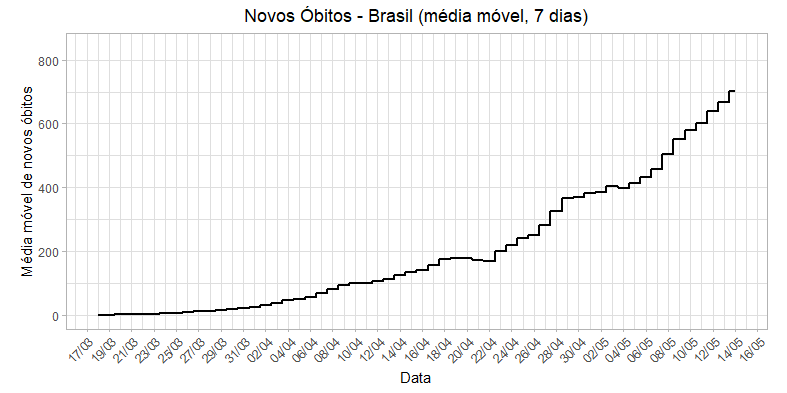 Novos Óbitos - Brasil (média móvel, 7 dias)
Média móvel de novos óbitos
800
600
400
200
0
17/03 19/03 21/03 23/03 25/03 27/03 29/03 31/03 02/04 04/04 06/04 08/04 10/04 12/04 14/04 16/04 18/04 20/04 22/04 24/04 26/04 28/04 30/04 02/05 04/05 06/05 08/05 10/05 12/05 14/05 16/05
Data